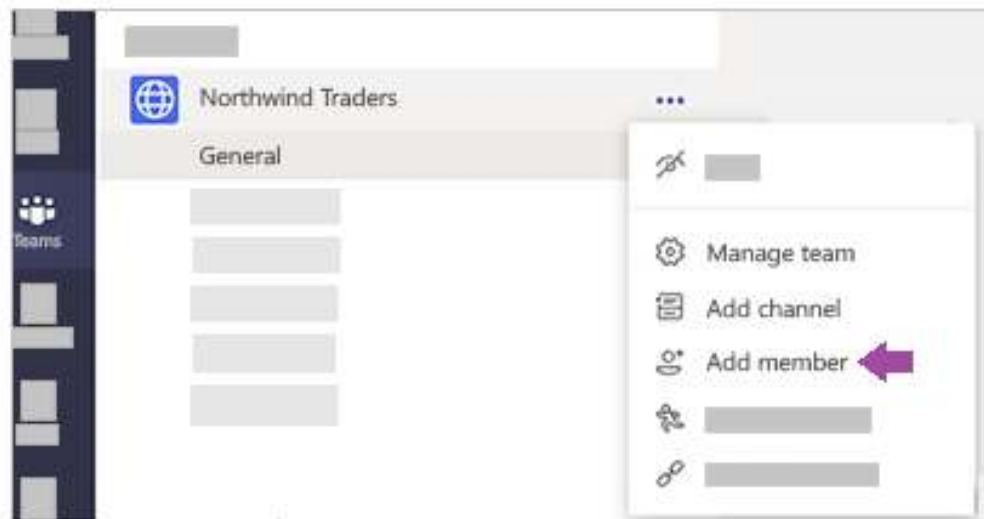 Northwind Traders
General
Teams
Manage team
Add channel
Add member